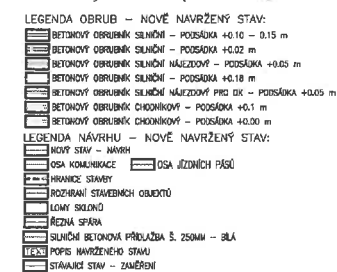 LEGENDA OBRUB – NOVĚ NAVRŽENÝ STAV:
BETONOVÝ OBRUBNÍK SILNIČNÍ – PODSÁDKA +0.10 – 0.15 m
BETONOVÝ OBRUBNÍK SILNIČNÍ – PODSÁDKA +0.02 m
BETONOVÝ OBRUBNÍK SILNIČNÍ NÁJEZDOVÝ – PODSÁDKA +0.05 m
BETONOVÝ OBRUBNÍK SILNIČNÍ – PODSÁDKA +0.18 m
BETONOVÝ OBRUBNÍK SILNIČNÍ NÁJEZDOVÝ PRO OK – PODSÁDKA +0.05 m
BETONOVÝ OBRUBNÍK CHODNÍKOVÝ – PODSÁDKA +0.1 m
BETONOVÝ OBRUBNÍK CHODNÍKOVÝ – PODSÁDKA +0.00 m
LEGENDA NÁVRHU – NOVĚ NAVRŽENÝ STAV:
NOVÝ STAV – NÁVRH
OSA KOMUNIKACE OSA JÍZDNÍCH PÁSŮ
HRANICE STAVBY
ROZHRANÍ STAVEBNÍCH OBJEKTŮ
LOMY SKLONŮ
ŘEZNÁ SPÁRA
SILNIČNÍ BETONOVÁ PŘÍDLAŽBA Š. 250MM – BÍLÁ
TEXT POPIS NAVRŽENÉHO STAVU
STÁVAJÍCÍ STAV – ZAMĚŘENÍ